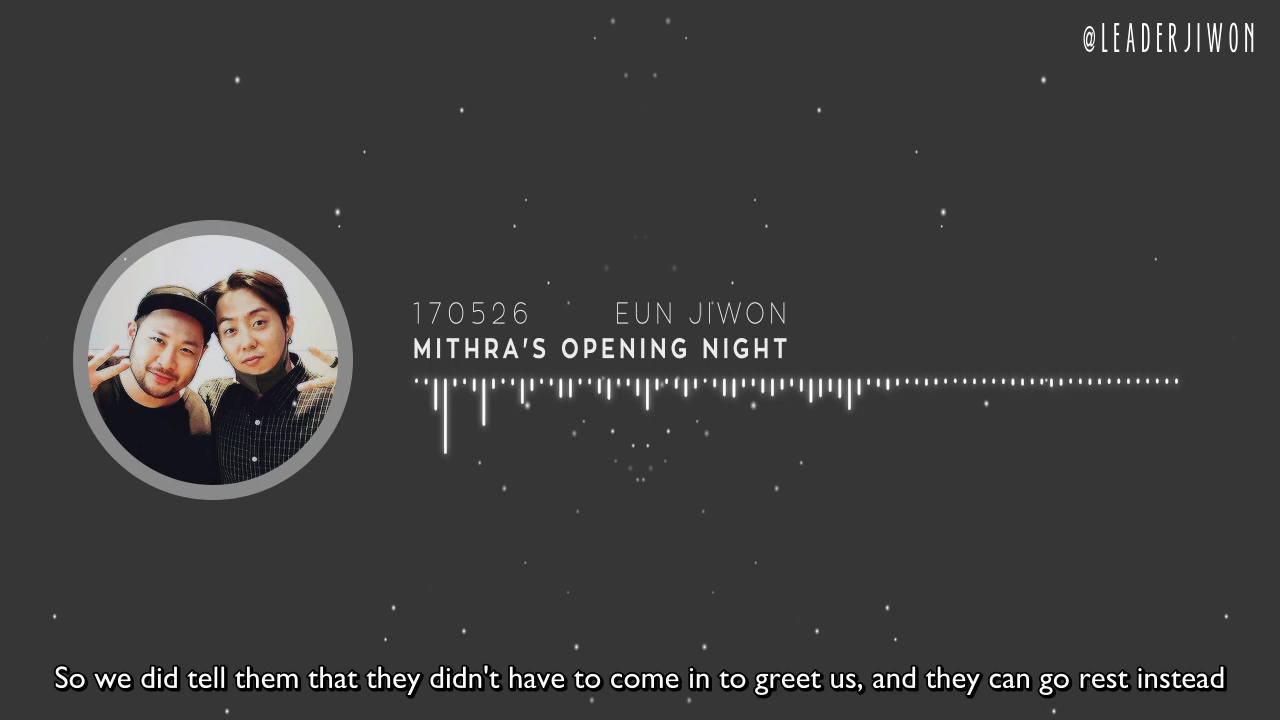 @LEADERJIWON
170526 EUN JIWON
MITHRA'S OPENING NIGHT
So we did tell them that they didn't have to come in to greet us, and they can go rest instead